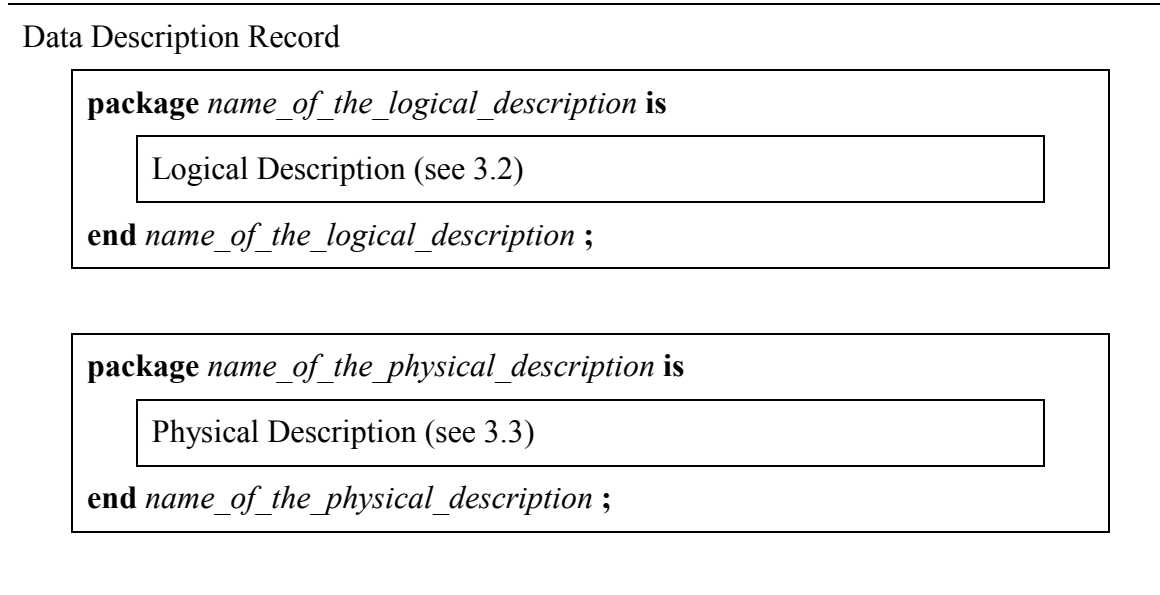 Data Description Record
package name_of_the_logical_description is
Logical Description (see 3.2)
end name_of_the_logical_description ;
package name_of_the_physical_description is
Physical Description (see 3.3)
end name_of_the_physical_description ;